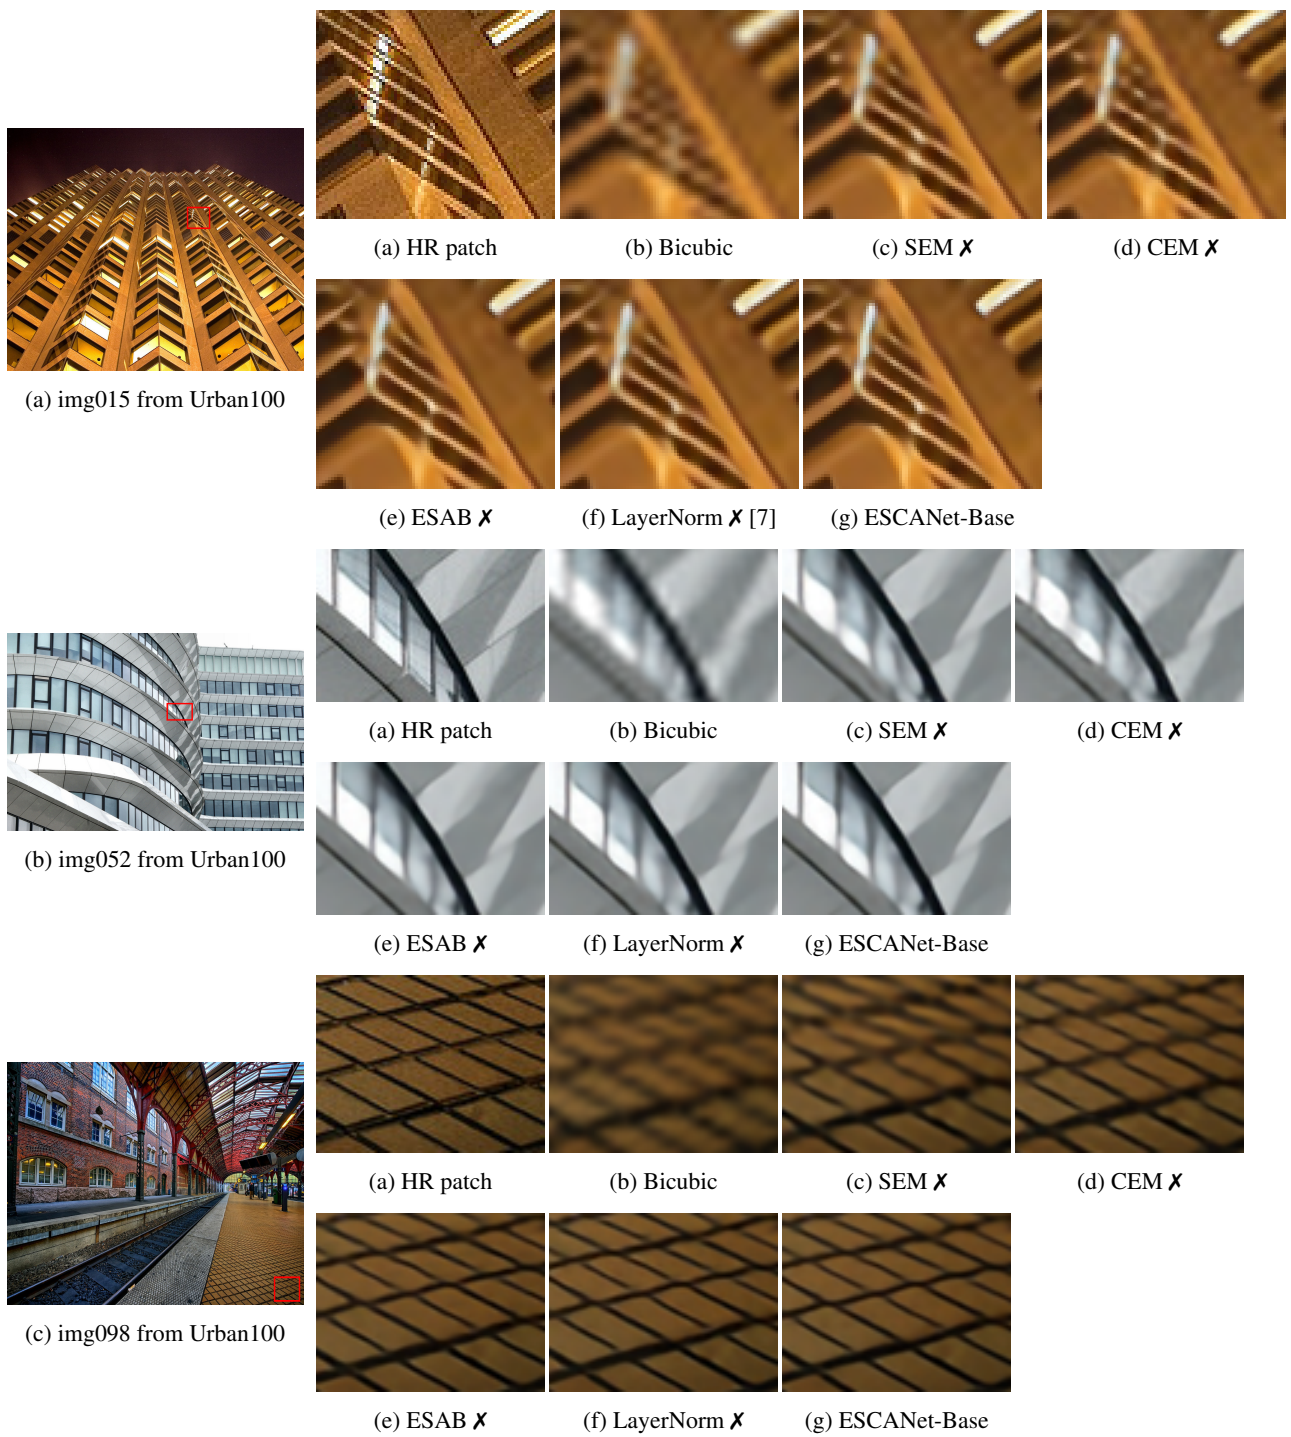 (a) HR patch
(b) Bicubic
(c) SEM ✗
(d) CEM ✗
(a) img015 from Urban100
(e) ESAB ✗
(f) LayerNorm ✗ [7]
(g) ESCANet-Base
(a) HR patch
(b) Bicubic
(c) SEM ✗
(d) CEM ✗
(b) img052 from Urban100
(e) ESAB ✗
(f) LayerNorm ✗
(g) ESCANet-Base
(a) HR patch
(b) Bicubic
(c) SEM ✗
(d) CEM ✗
(c) img098 from Urban100
(e) ESAB ✗
(f) LayerNorm ✗
(g) ESCANet-Base